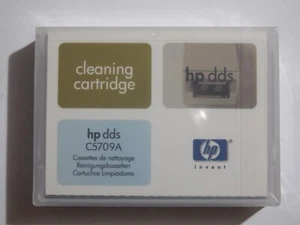 cleaning
cartridge
hp dds
hp dds
C5709A
Cassettes de nettoyage
Reinigungskassetten
Cartuchos Limpiadores
hp
invent